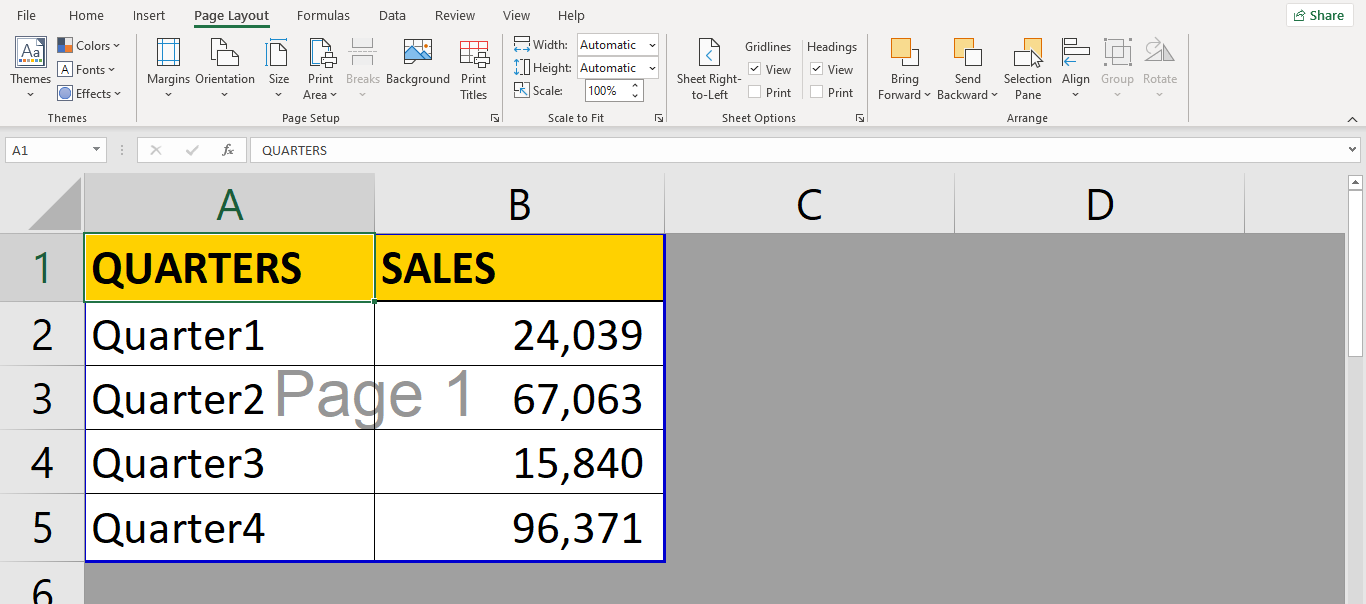 File Home Insert Page Layout Formulas Data Review View Help Share
Aa Colors Width: Automatic Gridlines Headings
A Fonts Height: Automatic View View
Themes Effects Margins Orientation Size Print Area Breaks Background Print Titles Scale: 100% Sheet Right-to-Left Print Print Bring Forward Send Backward Selection Pane Align Group Rotate
Themes Page Setup Scale to Fit Sheet Options Arrange
A1 fx QUARTERS
A B C D
1 QUARTERS SALES
2 Quarter1 24,039
3 Quarter2 Page 1 67,063
4 Quarter3 15,840
5 Quarter4 96,371
6